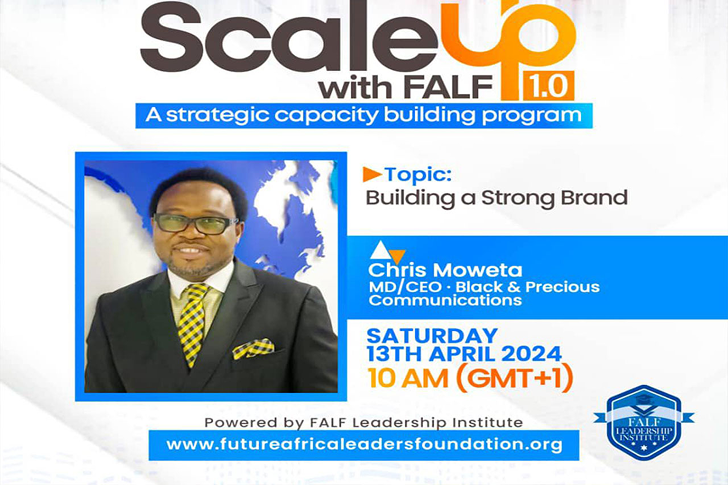 ScaleUp
with FALF 1.0
A strategic capacity building program
Topic:
Building a Strong Brand
Chris Moweta
MD/CEO · Black & Precious
Communications
SATURDAY
13TH APRIL 2024
10 AM (GMT+1)
Powered by FALF Leadership Institute
www.futureafricaleadersfoundation.org
FALF
LEADERSHIP
INSTITUTE